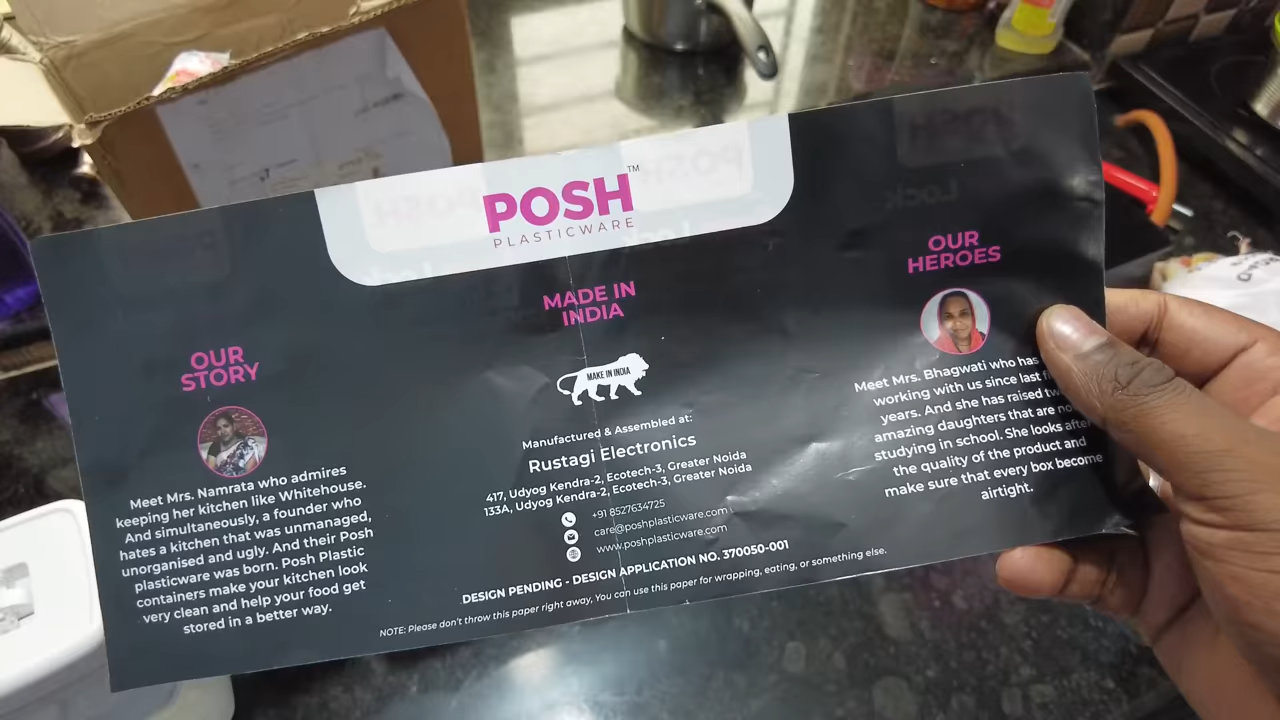 POSH™
PLASTICWARE
OUR
STORY
Meet Mrs. Namrata who admires
keeping her kitchen like Whitehouse.
And simultaneously, a founder who
hates a kitchen that was unmanaged,
unorganised and ugly. And their Posh
plasticware was born. Posh Plastic
containers make your kitchen look
very clean and help your food get
stored in a better way.
MADE IN
INDIA
MAKE IN INDIA
Manufactured & Assembled at:
Rustagi Electronics
417, Udyog Kendra-2, Ecotech-3, Greater Noida
133A, Udyog Kendra-2, Ecotech-3, Greater Noida
+91 8527634725
care@poshplasticware.com
www.poshplasticware.com
DESIGN PENDING - DESIGN APPLICATION NO. 370050-001
NOTE: Please don't throw this paper right away, You can use this paper for wrapping, eating, or something else.
OUR
HEROES
Meet Mrs. Bhagwati who has
working with us since last
years. And she has raised
amazing daughters that are
studying in school. She looks after
the quality of the product and
make sure that every box become
airtight.